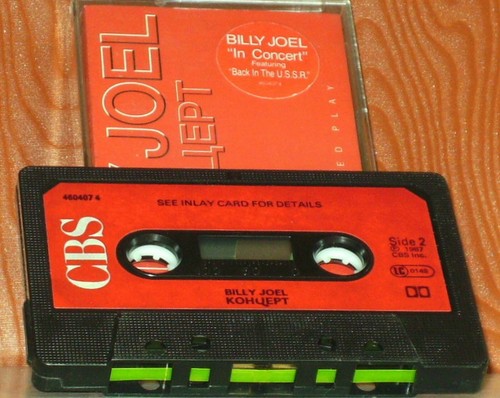 JOEL
ЦЕРТ
BILLY JOEL
"In Concert"
Featuring
"Back In The U.S.S.R."
ED PLAY
460407 4
SEE INLAY CARD FOR DETAILS
CBS
Side 2
℗ 1987
CBS Inc.
LC 0149
BILLY JOEL
КОНЦЕРТ